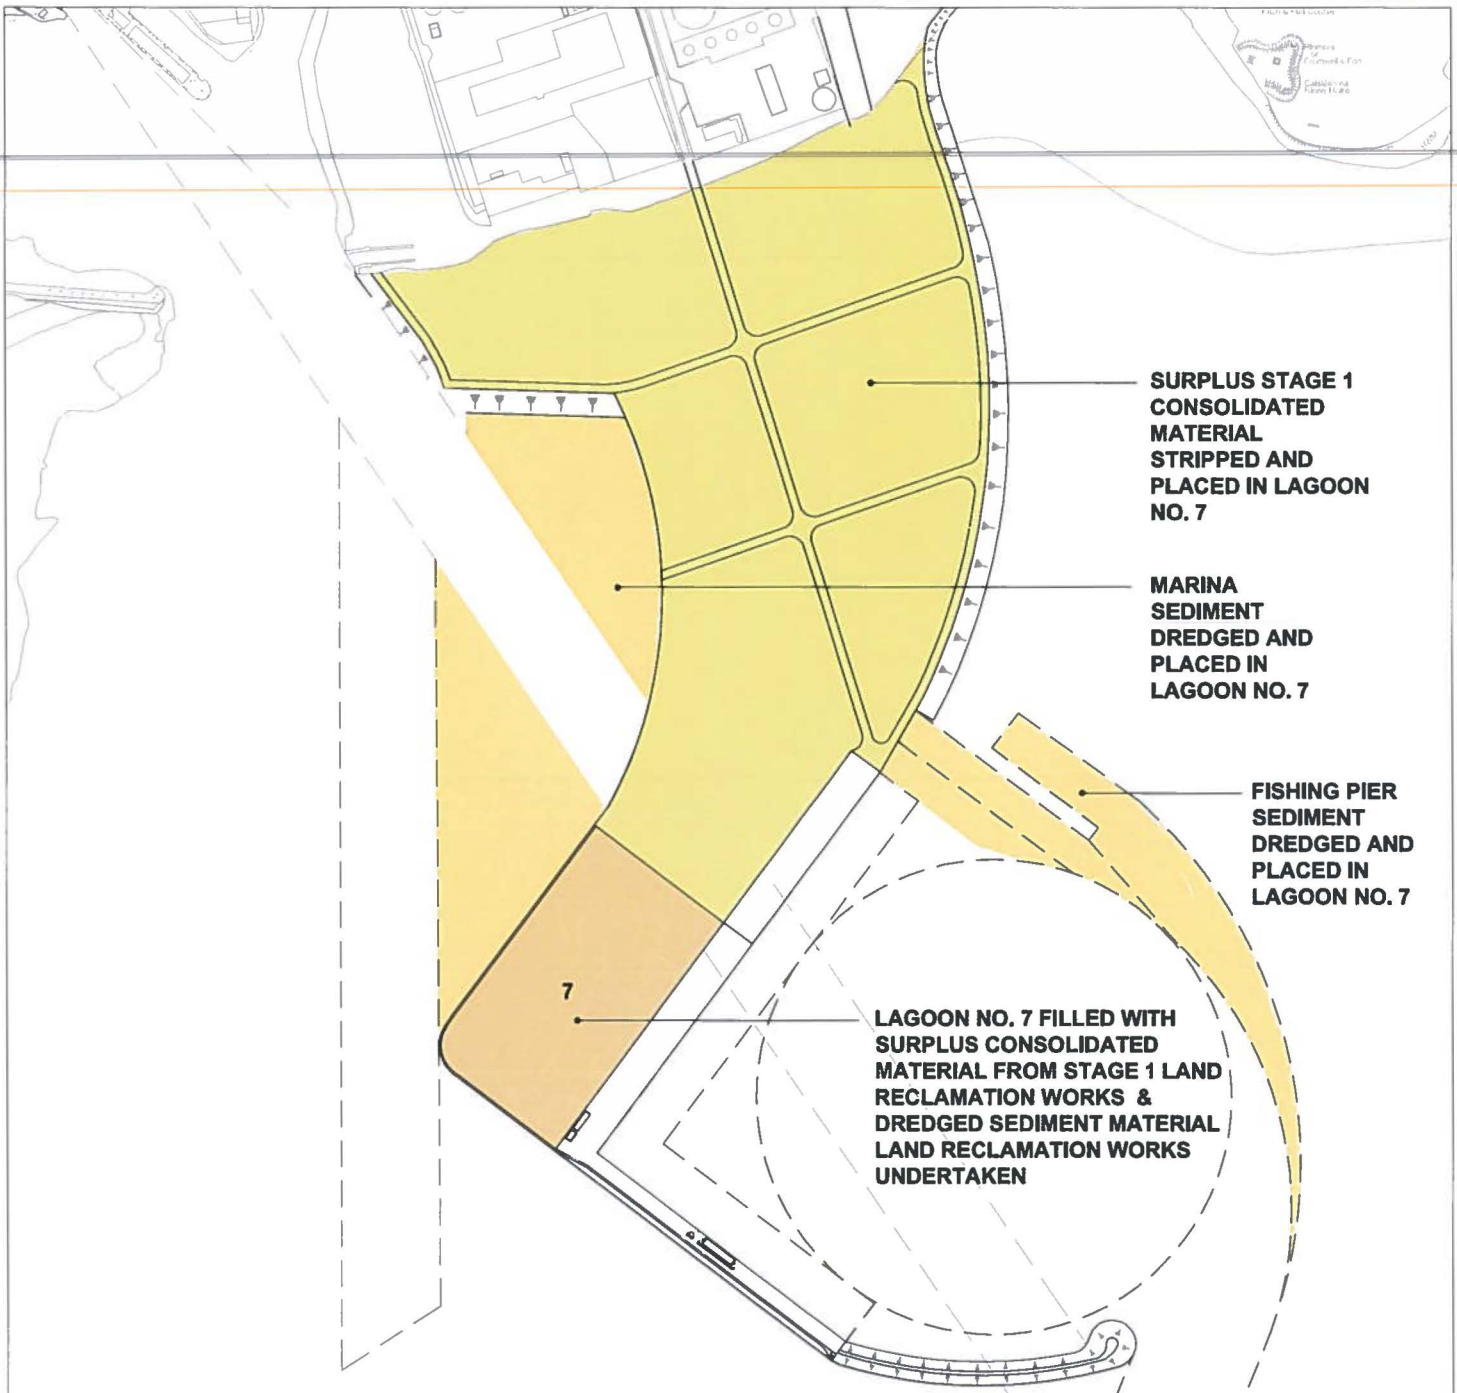 SURPLUS STAGE 1
CONSOLIDATED
MATERIAL
STRIPPED AND
PLACED IN LAGOON
NO. 7
MARINA
SEDIMENT
DREDGED AND
PLACED IN
LAGOON NO. 7
FISHING PIER
SEDIMENT
DREDGED AND
PLACED IN
LAGOON NO. 7
7
LAGOON NO. 7 FILLED WITH
SURPLUS CONSOLIDATED
MATERIAL FROM STAGE 1 LAND
RECLAMATION WORKS &
DREDGED SEDIMENT MATERIAL
LAND RECLAMATION WORKS
UNDERTAKEN